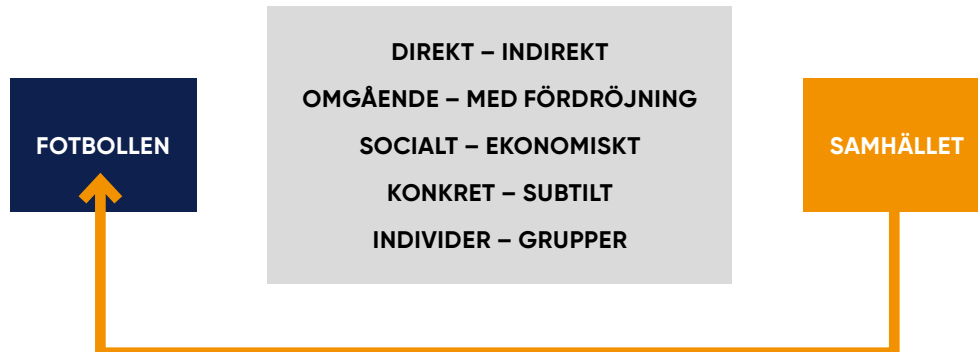 DIREKT – INDIREKT
OMGÅENDE – MED FÖRDRÖJNING
FOTBOLLEN
SOCIALT – EKONOMISKT
SAMHÄLLET
KONKRET – SUBTILT
INDIVIDER – GRUPPER